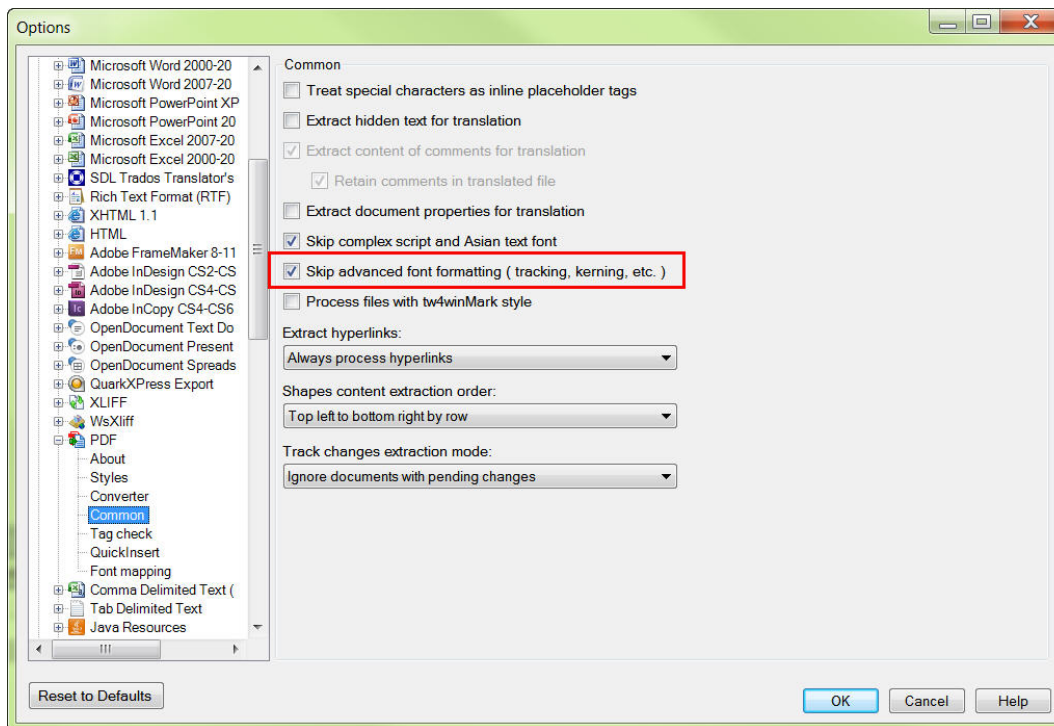 Options
Microsoft Word 2000-20
Microsoft Word 2007-20
Microsoft PowerPoint XP
Microsoft PowerPoint 20
Microsoft Excel 2007-20
Microsoft Excel 2000-20
SDL Trados Translator's
Rich Text Format (RTF)
XHTML 1.1
HTML
Adobe FrameMaker 8-11
Adobe InDesign CS2-CS
Adobe InDesign CS4-CS
Adobe InCopy CS4-CS6
OpenDocument Text Do
OpenDocument Present
OpenDocument Spreads
QuarkXPress Export
XLIFF
WsXliff
PDF
About
Styles
Converter
Common
Tag check
QuickInsert
Font mapping
Comma Delimited Text (
Tab Delimited Text
Java Resources
Common
Treat special characters as inline placeholder tags
Extract hidden text for translation
Extract content of comments for translation
Retain comments in translated file
Extract document properties for translation
Skip complex script and Asian text font
Skip advanced font formatting ( tracking, kerning, etc. )
Process files with tw4winMark style
Extract hyperlinks:
Always process hyperlinks
Shapes content extraction order:
Top left to bottom right by row
Track changes extraction mode:
Ignore documents with pending changes
Reset to Defaults
OK
Cancel
Help